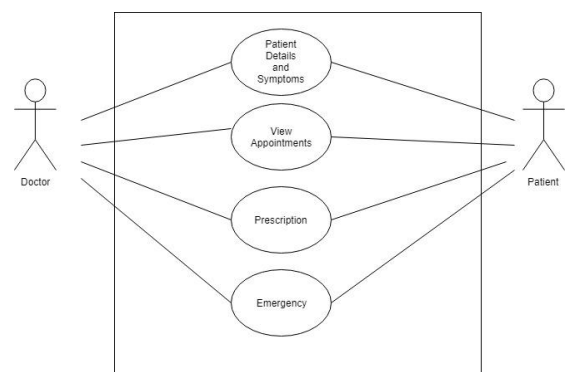 Patient
Details
and
Symptoms
View
Appointments
Doctor
Patient
Prescription
Emergency